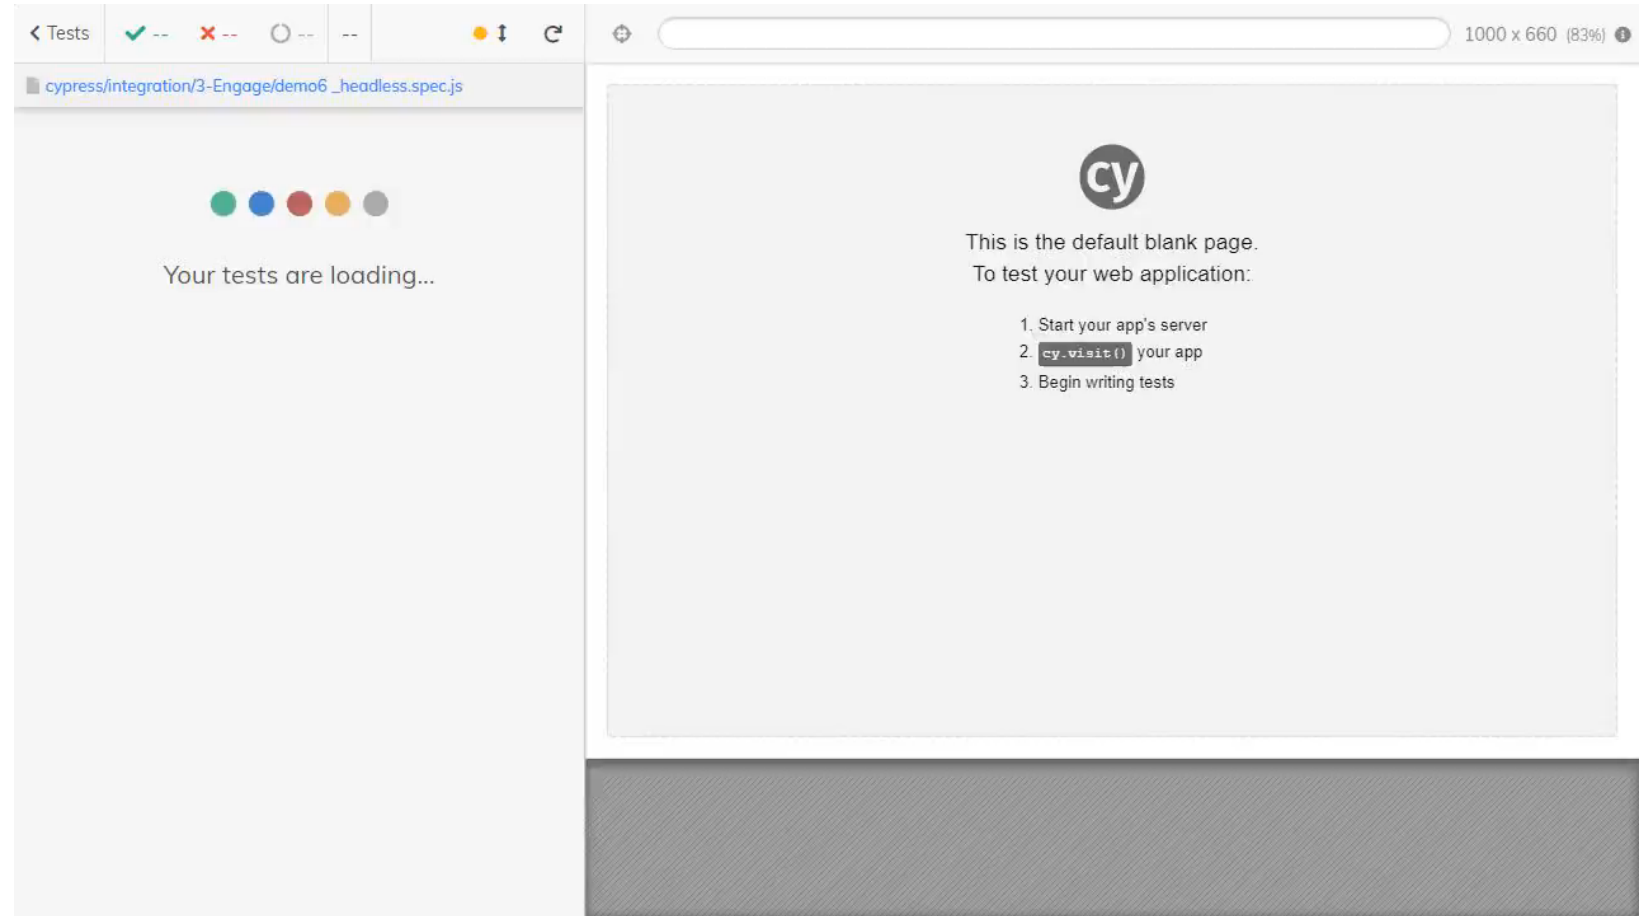 Tests -- -- -- --
1000 x 660 (83%)
cypress/integration/3-Engage/demo6 _headless.spec.js
Your tests are loading...
cy
This is the default blank page.
To test your web application:
1. Start your app's server
2. cy.visit() your app
3. Begin writing tests